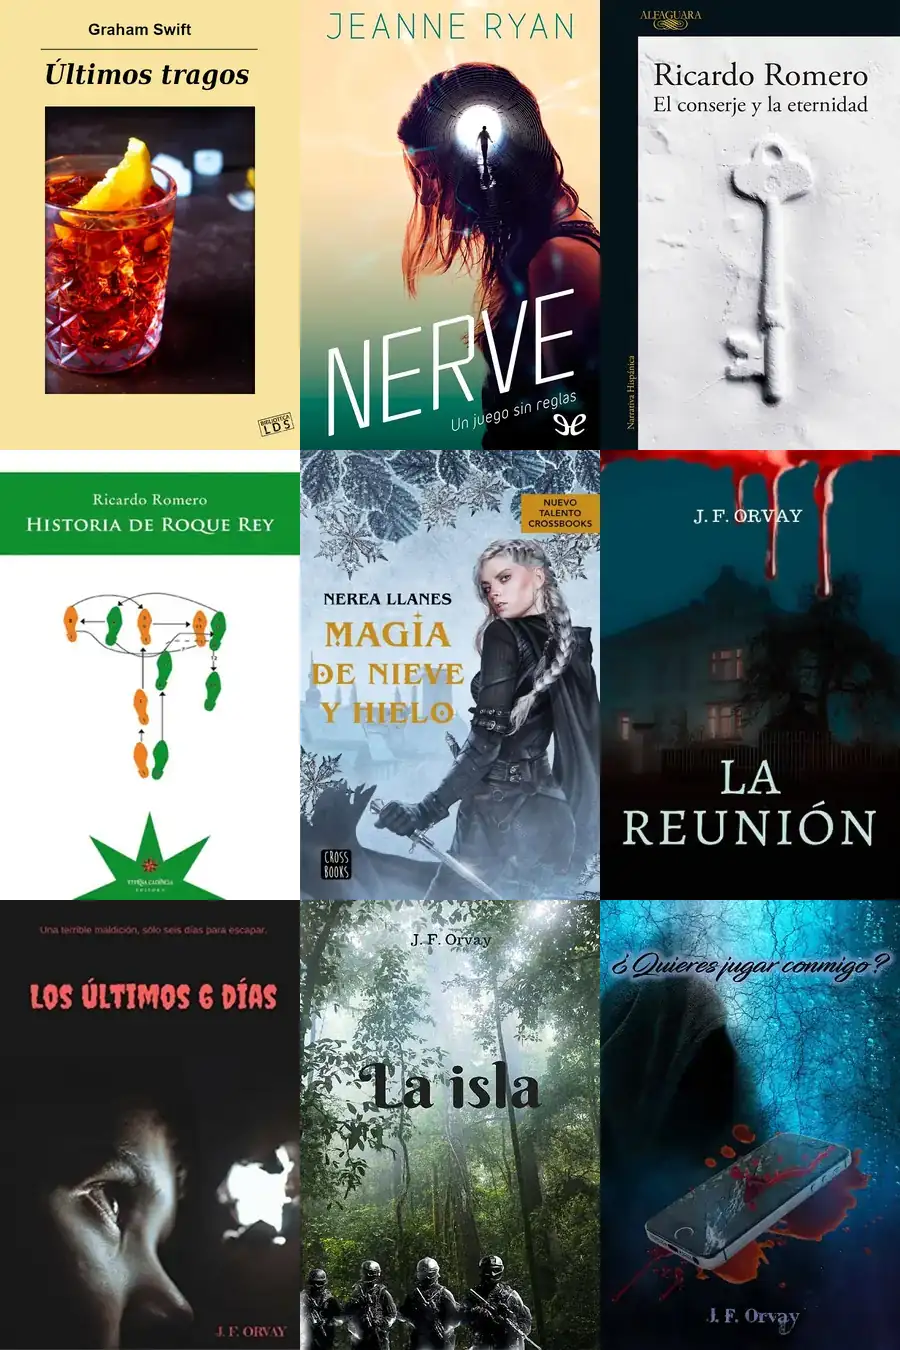 Graham Swift
Últimos tragos
BIBLIOTECA
LDS
JEANNE RYAN
NERVE
Un juego sin reglas
ALFAGUARA
Ricardo Romero
El conserje y la eternidad
Narrativa Hispánica
Ricardo Romero
HISTORIA DE ROQUE REY
ETERNA CADENCIA
EDITORA
NUEVO
TALENTO
CROSSBOOKS
NEREA LLANES
MAGIA
DE NIEVE
Y HIELO
CROSS
BOOKS
J. F. ORVAY
LA
REUNIÓN
Una terrible maldición, sólo seis días para escapar.
LOS ÚLTIMOS 6 DÍAS
J. F. ORVAY
J. F. Orvay
La isla
¿Quieres jugar conmigo?
J. F. Orvay